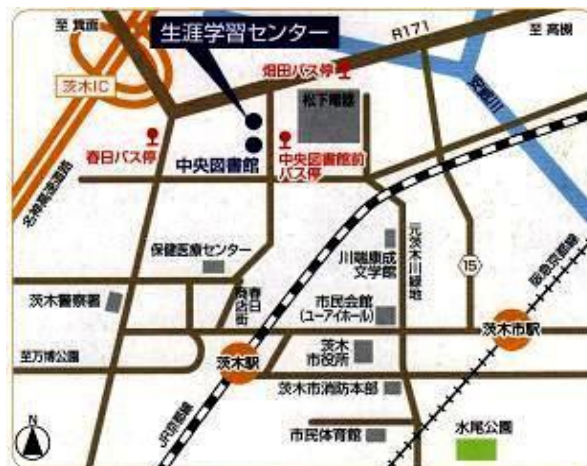 至 箕面
生涯学習センター
R171
至 高槻
茨木IC
畑田バス停
松下電器
安威川
春日バス停
中央図書館
中央図書館前
バス停
名神高速道路
保健医療センター
川端康成
文学館
元茨木川緑地
15
阪急京都線
茨木警察署
春日
商店街
市民会館
(ユーアイホール)
茨木市駅
至万博公園
茨木駅
茨木
市役所
茨木市消防本部
JR京都線
市民体育館
水尾公園
N